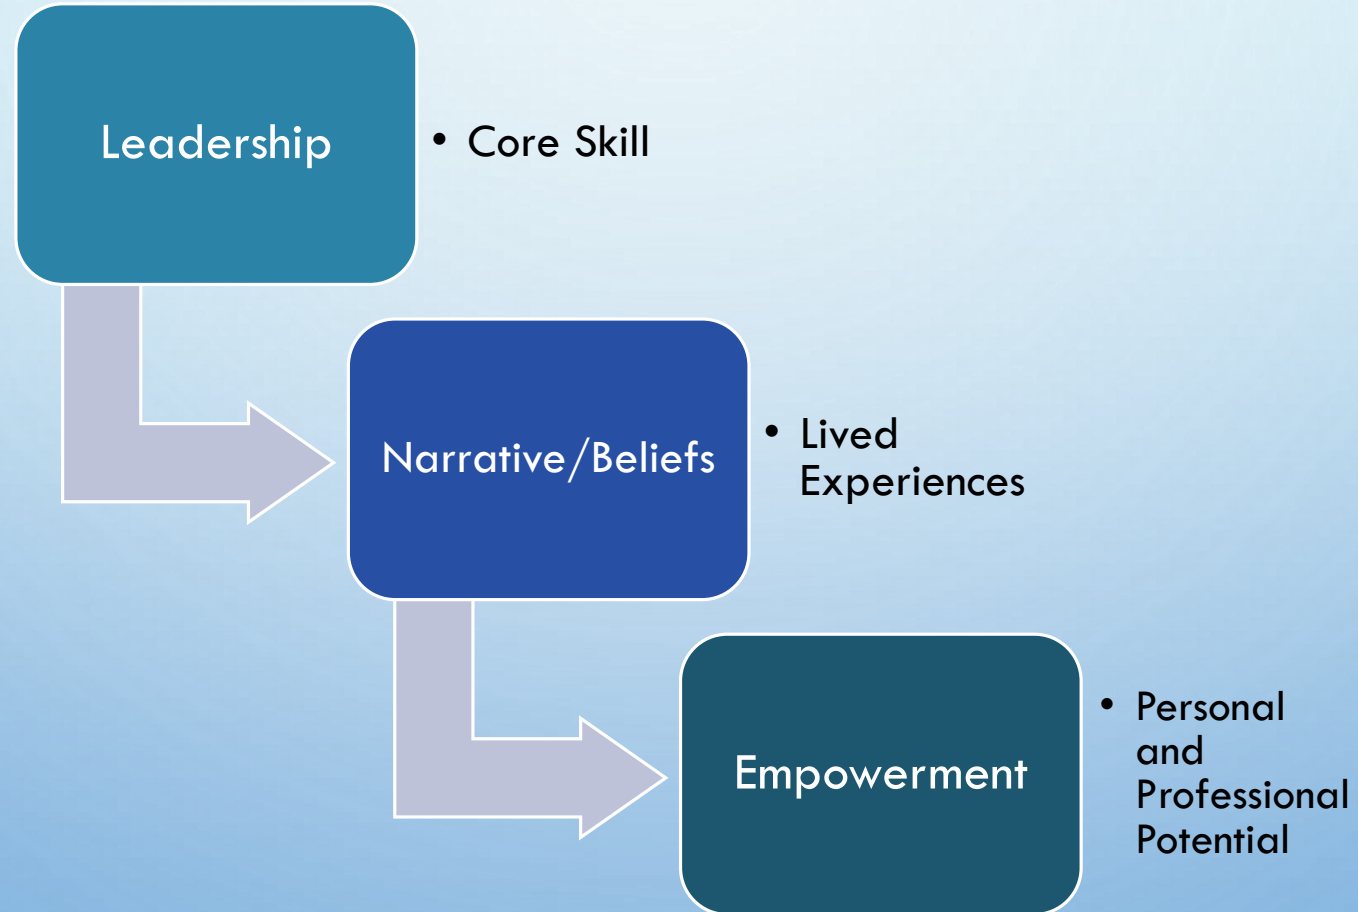 Leadership
• Core Skill
Narrative/Beliefs
• Lived
Experiences
Empowerment
• Personal
and
Professional
Potential